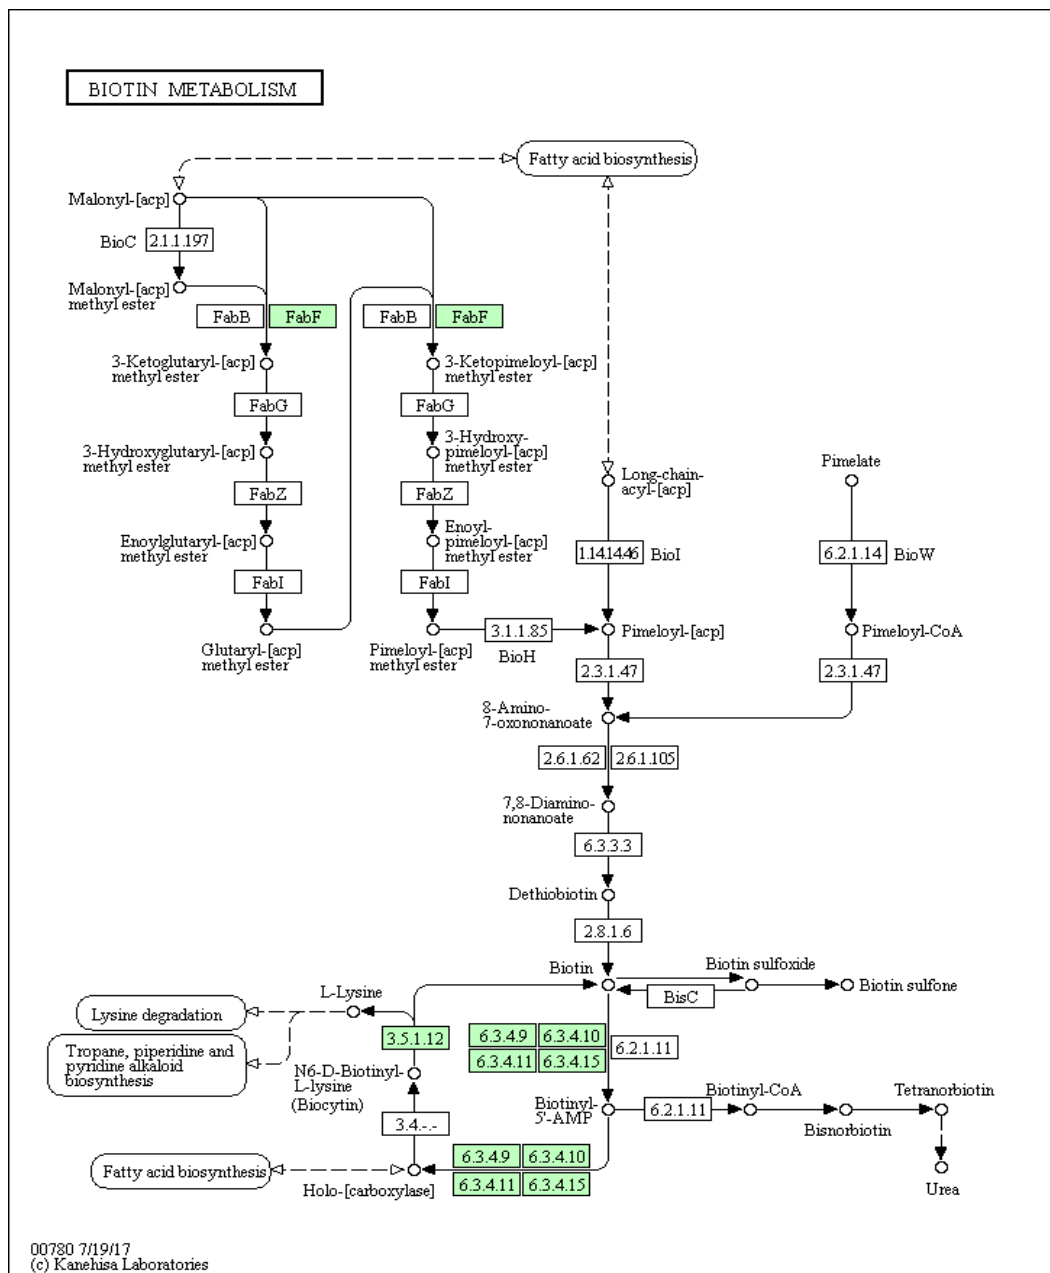 BIOTIN METABOLISM
Fatty acid biosynthesis
Malonyl-[acp]
BioC
2.1.1.197
Malonyl-[acp]
methyl ester
FabB
FabF
FabB
FabF
3-Ketoglutaryl-[acp]
methyl ester
3-Ketopimeloyl-[acp]
methyl ester
FabG
FabG
3-Hydroxyglutaryl-[acp]
methyl ester
3-Hydroxy-
pimeloyl-[acp]
methyl ester
Long-chain-
acyl-[acp]
Pimelate
FabZ
FabZ
Enoylglutaryl-[acp]
methyl ester
Enoyl-
pimeloyl-[acp]
methyl ester
1.14.14.46
BioI
6.2.1.14
BioW
FabI
FabI
Glutaryl-[acp]
methyl ester
Pimeloyl-[acp]
methyl ester
3.1.1.85
BioH
Pimeloyl-[acp]
Pimeloyl-CoA
2.3.1.47
2.3.1.47
8-Amino-
7-oxononanoate
2.6.1.62
2.6.1.105
7,8-Diamino-
nonanoate
6.3.3.3
Dethiobiotin
2.8.1.6
Biotin
Biotin sulfoxide
BisC
Biotin sulfone
L-Lysine
Lysine degradation
Tropane, piperidine and
pyridine alkaloid
biosynthesis
3.5.1.12
6.3.4.9
6.3.4.10
6.3.4.11
6.3.4.15
6.2.1.11
N6-D-Biotinyl-
L-lysine
(Biocytin)
3.4.-.-
Biotinyl-
5'-AMP
6.2.1.11
Biotinyl-CoA
Bisnorbiotin
Tetranorbiotin
Urea
Fatty acid biosynthesis
Holo-[carboxylase]
6.3.4.9
6.3.4.10
6.3.4.11
6.3.4.15
00780 7/19/17
(c) Kanehisa Laboratories